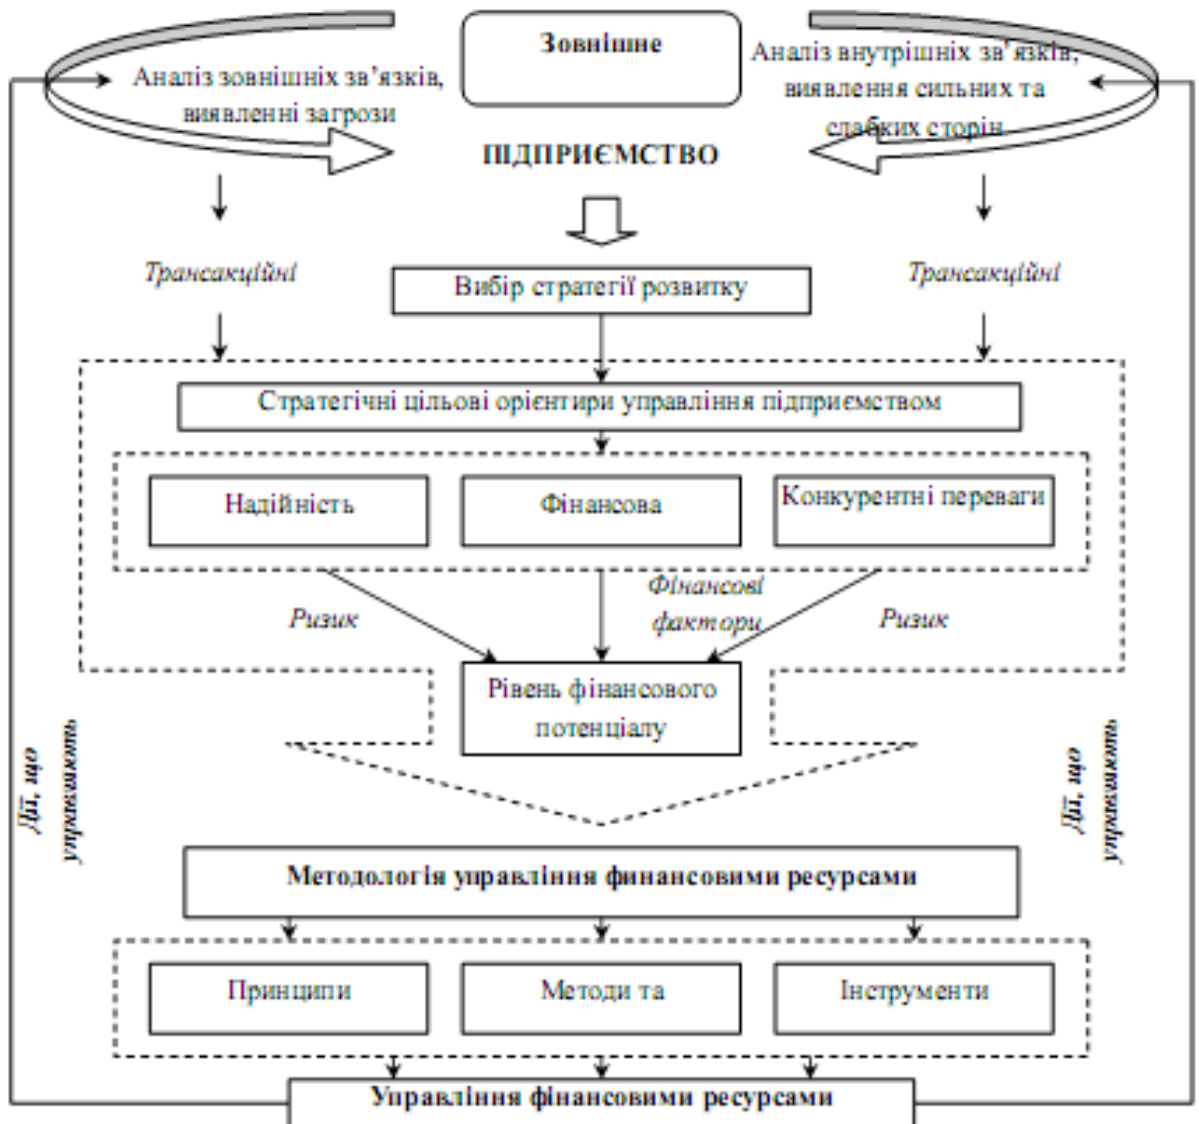 Зовнішнє
Аналіз зовнішніх зв’язків,
виявленні загрози
Аналіз внутрішніх зв’язків,
виявлення сильних та
слабких сторін
ПІДПРИЄМСТВО
Трансакційні
Вибір стратегії розвитку
Трансакційні
Стратегічні цільові орієнтири управління підприємством
Надійність
Фінансова
Конкурентні переваги
Ризик
Фінансові
фактори
Ризик
Рівень фінансового
потенціалу
Дії, що
управляють
Дії, що
управляють
Методологія управління финансовими ресурсами
Принципи
Методи та
Інструменти
Управління фінансовими ресурсами